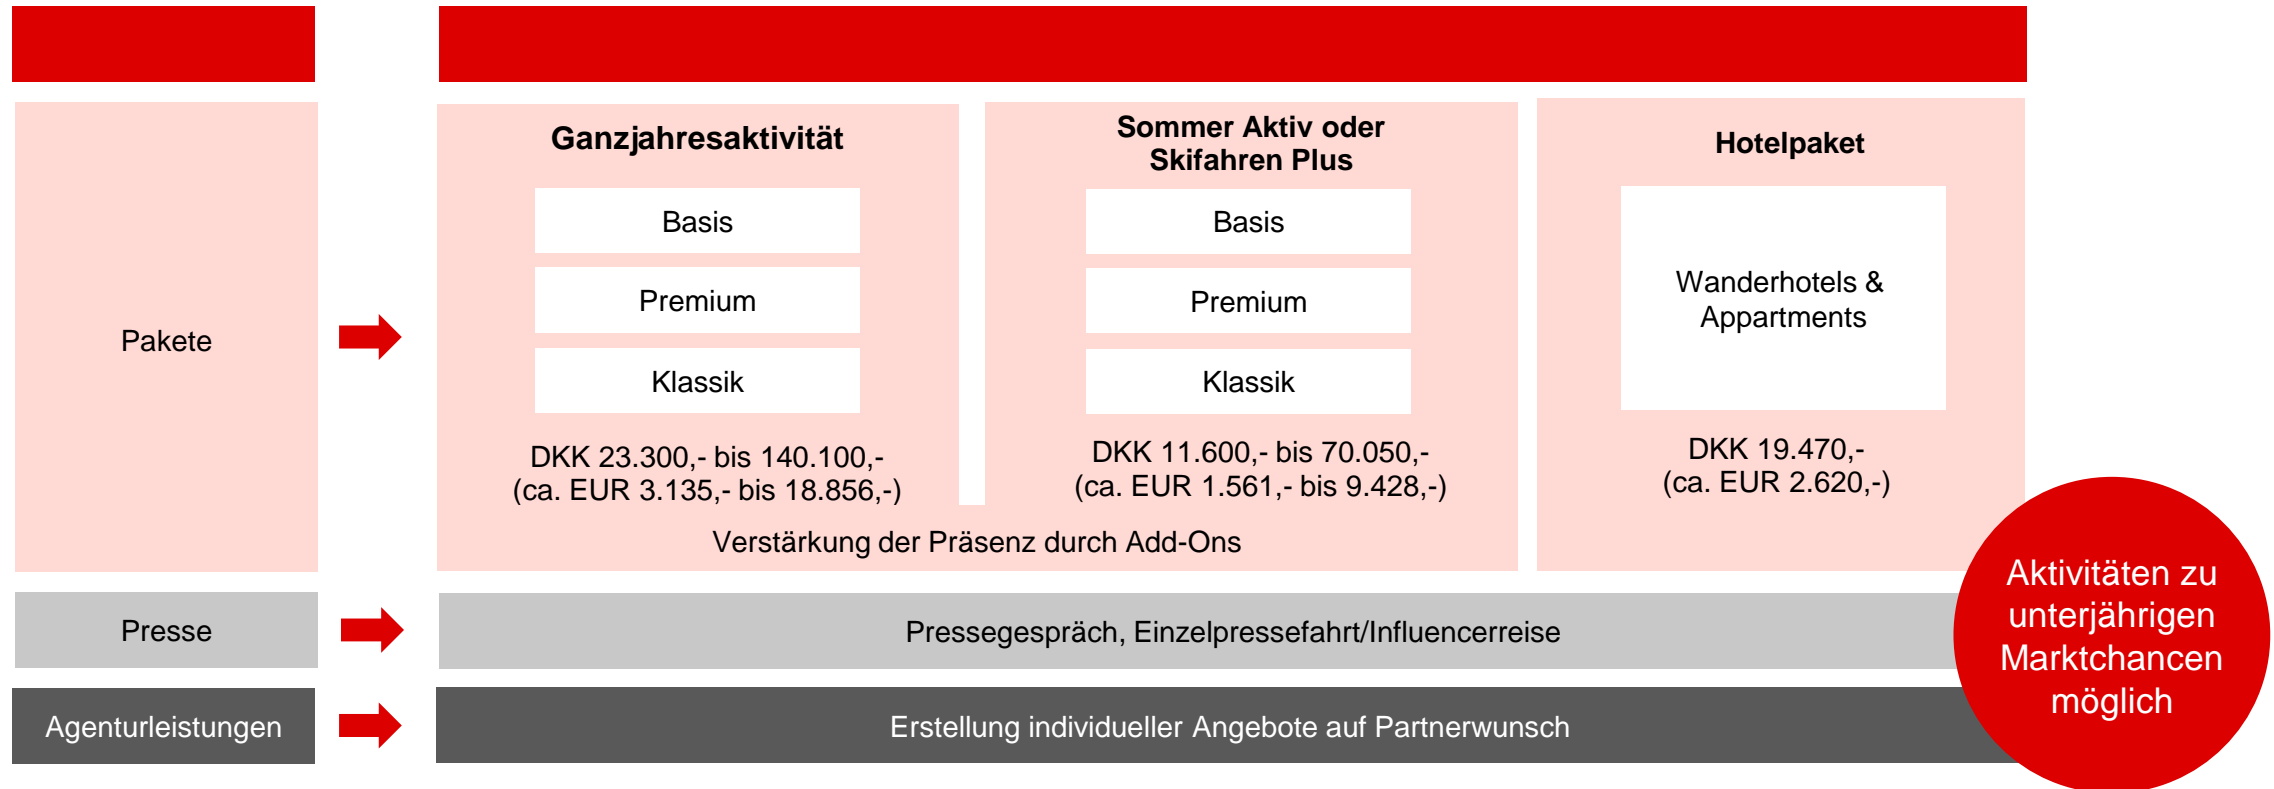 Pakete
Ganzjahresaktivität
Basis
Premium
Klassik
DKK 23.300,- bis 140.100,-
(ca. EUR 3.135,- bis 18.856,-)
Sommer Aktiv oder
Skifahren Plus
Basis
Premium
Klassik
DKK 11.600,- bis 70.050,-
(ca. EUR 1.561,- bis 9.428,-)
Verstärkung der Präsenz durch Add-Ons
Hotelpaket
Wanderhotels &
Appartments
DKK 19.470,-
(ca. EUR 2.620,-)
Presse
Pressegespräch, Einzelpressefahrt/Influencerreise
Agenturleistungen
Erstellung individueller Angebote auf Partnerwunsch
Aktivitäten zu
unterjährigen
Marktchancen
möglich